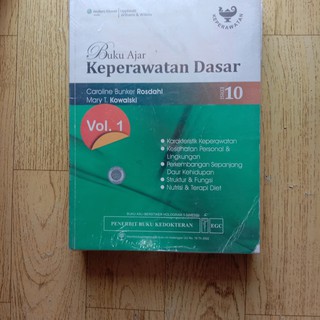 KEPERAWATAN
Buku Ajar
Keperawatan Dasar
Caroline Bunker Rosdahl
Mary T. Kowalski
10
Vol. 1
Karakteristik Keperawatan
Kesehatan Personal &
Lingkungan
Perkembangan Sepanjang
Daur Kehidupan
Struktur & Fungsi
Nutrisi & Terapi Diet
PENERBIT BUKU KEDOKTERAN EGC